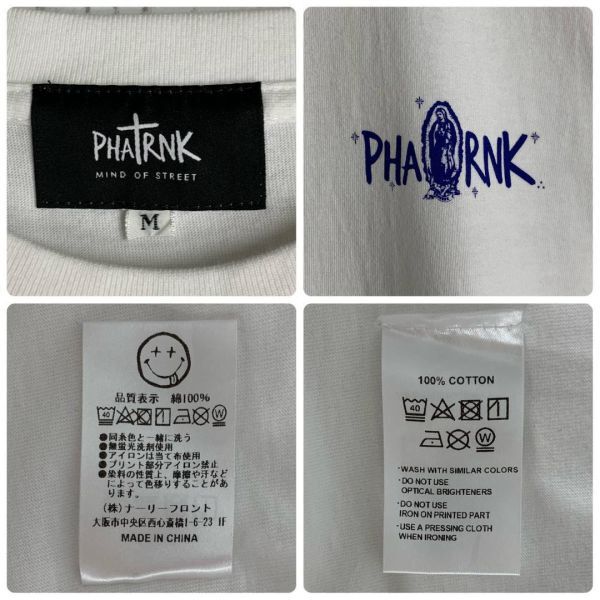 PHATRNK
MIND OF STREET
M
PHA RNK
品質表示 綿100%
40
W
●同系色と一緒に洗う
●無蛍光洗剤使用
●アイロンは当て布使用
●プリント部分アイロン禁止
●染料の性質上、摩擦や汗など
によって色移りすることが
あります。
(株)ナーリーフロント
大阪市中央区西心斎橋1-6-23 1F
MADE IN CHINA
100% COTTON
40
W
・WASH WITH SIMILAR COLORS
・DO NOT USE
OPTICAL BRIGHTENERS
・DO NOT USE
IRON ON PRINTED PART
・USE A PRESSING CLOTH
WHEN IRONING